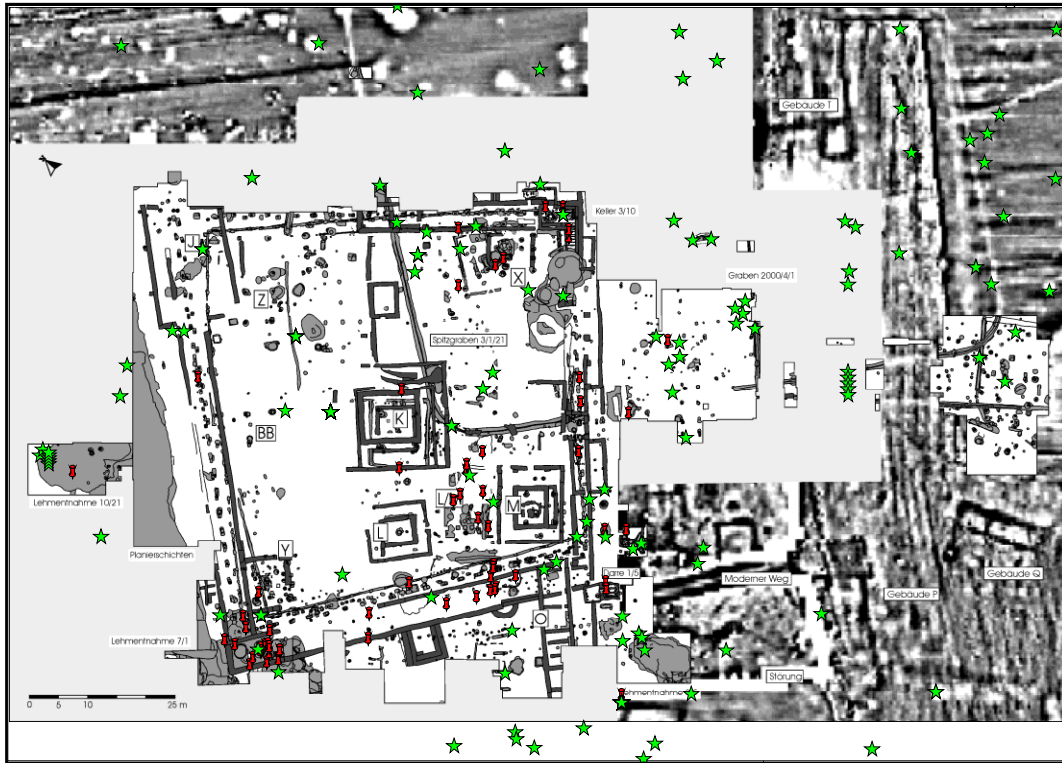 Gebäude T
Keller 3/10
J
X
Graben 2000/4/1
Z
Spitzgraben 3/1/21
K
BB
Lehmentnahme 10/21
M
L
Planierschichten
Y
Darre 1/5
Moderner Weg
Gebäude Q
Gebäude P
O
Lehmentnahme 7/1
Störung
Lehmentnahme
0 5 10 25 m